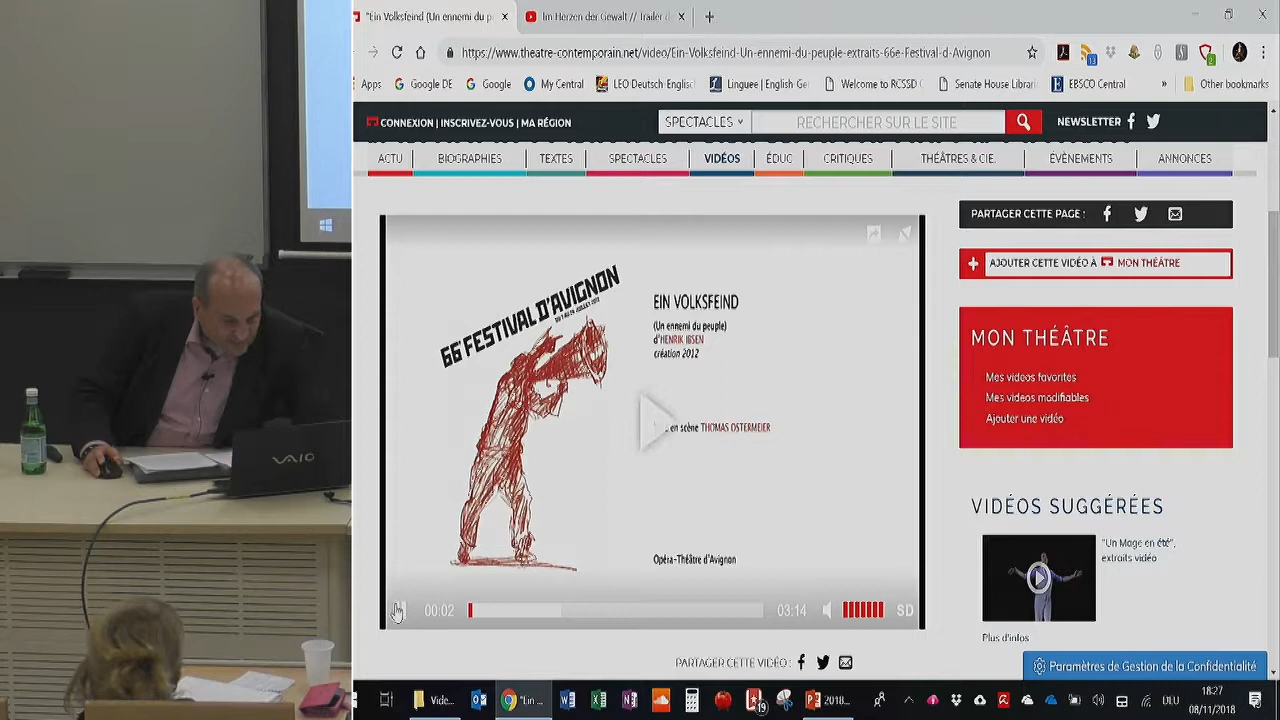 "Ein Volksfeind (Un ennemi du p
Im Herzen der Gewalt // Trailer d
https://www.theatre-contemporain.net/video/Ein-Volksfeind-Un-ennemi-du-peuple-extraits-66e-Festival-d-Avignon
Apps
Google DE
Google
My Central
LEO Deutsch-Englisc
Linguee | English Ge
Welcome to RCSSD
Senate House Librari
EBSCO Central
»
Other bookmarks
CONNEXION | INSCRIVEZ-VOUS | MA RÉGION
SPECTACLES
RECHERCHER SUR LE SITE
NEWSLETTER
ACTU
BIOGRAPHIES
TEXTES
SPECTACLES
VIDÉOS
ÉDUC
CRITIQUES
THÉÂTRES & CIE.
ÉVÈNEMENTS
ANNONCES
66e FESTIVAL D'AVIGNON
EIN VOLKSFEIND
(Un ennemi du peuple)
d'HENRIK IBSEN
création 2012
en scène THOMAS OSTERMEIER
Opéra-Théâtre d'Avignon
00:02
03:14
SD
PARTAGER CETTE VIDÉO :
PARTAGER CETTE PAGE :
AJOUTER CETTE VIDÉO À MON THÉÂTRE
MON THÉÂTRE
Mes videos favorites
Mes videos modifiables
Ajouter une vidéo
VIDÉOS SUGGÉRÉES
"Un Mage en été",
extraits vidéo
Plus d'infos
Paramètres de Gestion de la Confidentialité
VAIO
Vide...
"Ein...
2018...
DEU
18:27
08/11/2018